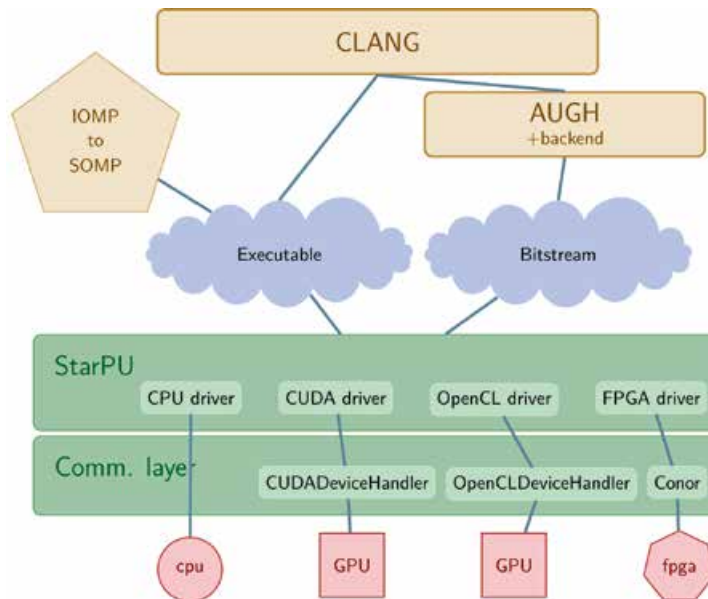 CLANG
IOMP
to
SOMP
AUGH
+backend
Executable
Bitstream
StarPU
CPU driver
CUDA driver
OpenCL driver
FPGA driver
Comm. layer
CUDADeviceHandler
OpenCLDeviceHandler
Conor
cpu
GPU
GPU
fpga